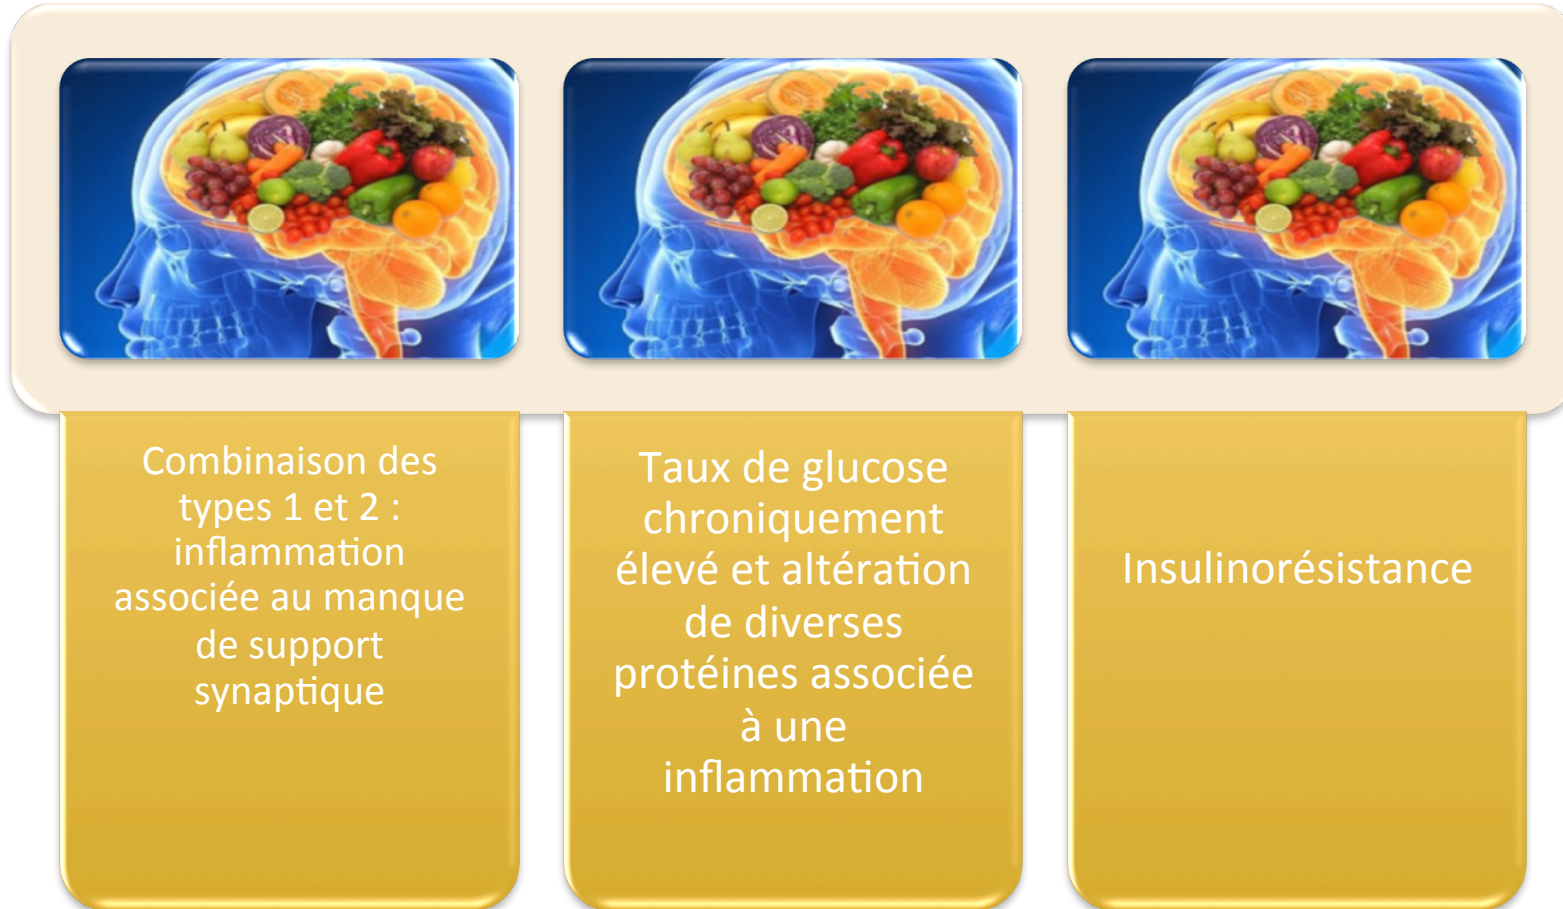 Combinaison des
types 1 et 2 :
inflammation
associée au manque
de support
synaptique
Taux de glucose
chroniquement
élevé et altération
de diverses
protéines associée
à une
inflammation
Insulinorésistance